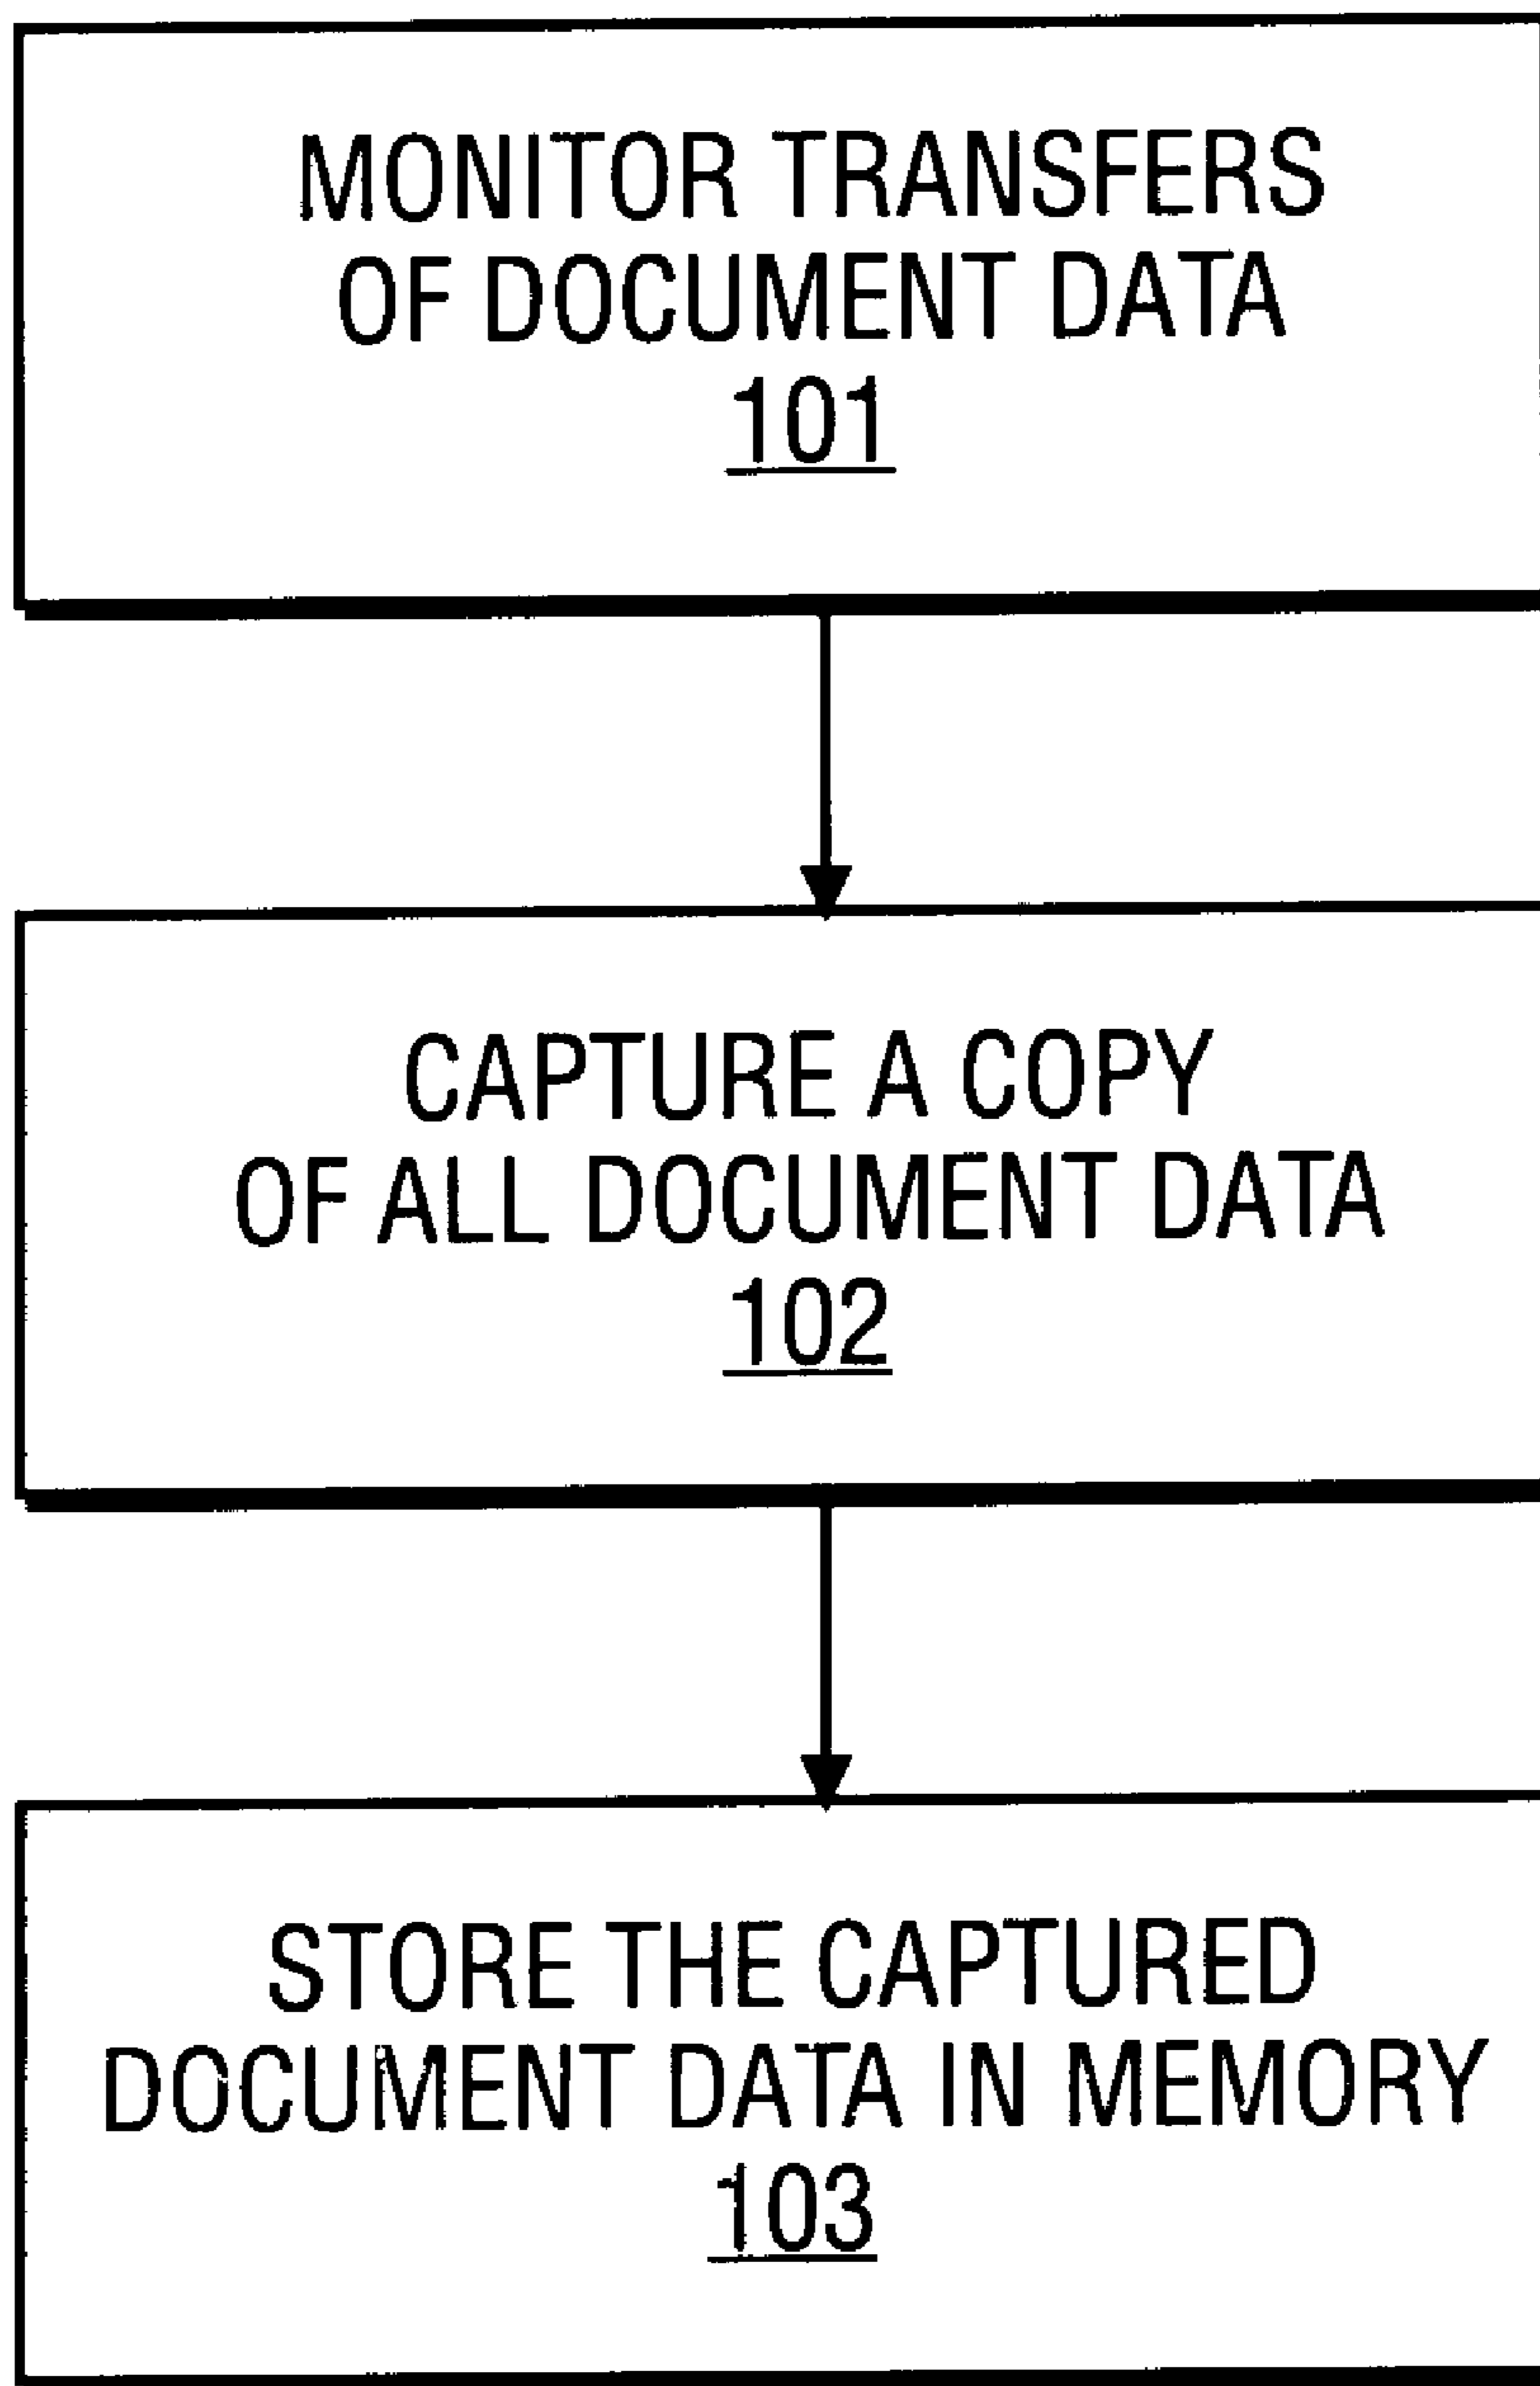 MONITOR TRANSFERS
OF DOCUMENT DATA
101
CAPTURE A COPY
OF ALL DOCUMENT DATA
102
STORE THE CAPTURED
DOCUMENT DATA IN MEMORY
103